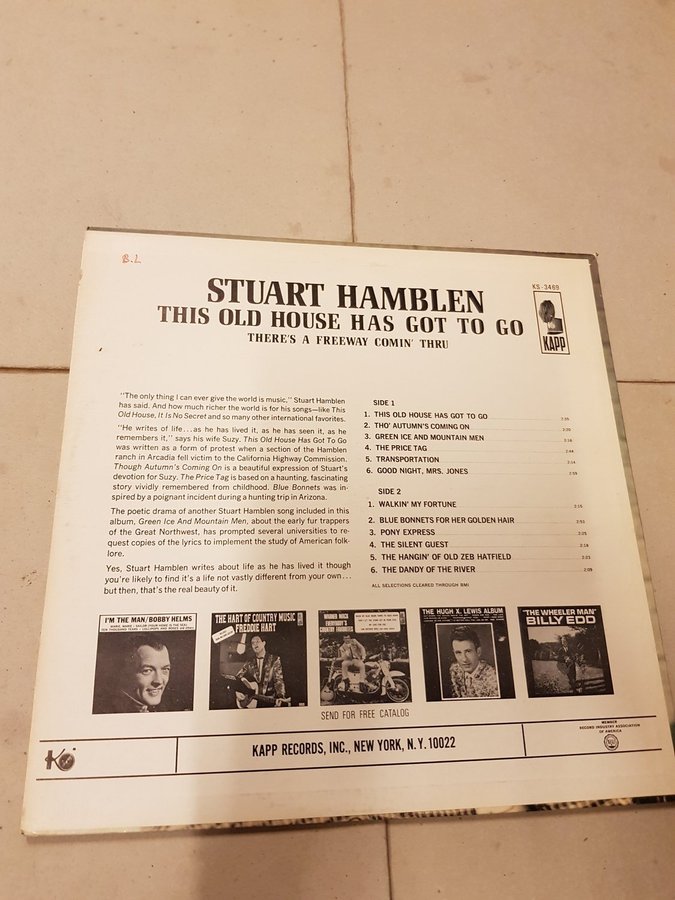 B.L
STUART HAMBLEN
KS-3469
THIS OLD HOUSE HAS GOT TO GO
THERE'S A FREEWAY COMIN' THRU
KAPP
"The only thing I can ever give the world is music," Stuart Hamblen
has said. And how much richer the world is for his songs—like This
Old House, It Is No Secret and so many other international favorites.
"He writes of life...as he has lived it, as he has seen it, as he
remembers it," says his wife Suzy. This Old House Has Got To Go
was written as a form of protest when a section of the Hamblen
ranch in Arcadia fell victim to the California Highway Commission.
Though Autumn's Coming On is a beautiful expression of Stuart's
devotion for Suzy. The Price Tag is based on a haunting, fascinating
story vividly remembered from childhood. Blue Bonnets was in-
spired by a poignant incident during a hunting trip in Arizona.
The poetic drama of another Stuart Hamblen song included in this
album, Green Ice And Mountain Men, about the early fur trappers
of the Great Northwest, has prompted several universities to re-
quest copies of the lyrics to implement the study of American folk-
lore.
Yes, Stuart Hamblen writes about life as he has lived it though
you're likely to find it's a life not vastly different from your own...
but then, that's the real beauty of it.
SIDE 1
1. THIS OLD HOUSE HAS GOT TO GO
2. THO' AUTUMN'S COMING ON
3. GREEN ICE AND MOUNTAIN MEN
4. THE PRICE TAG
5. TRANSPORTATION
6. GOOD NIGHT, MRS. JONES
SIDE 2
1. WALKIN' MY FORTUNE
2. BLUE BONNETS FOR HER GOLDEN HAIR
3. PONY EXPRESS
4. THE SILENT GUEST
5. THE HANGIN' OF OLD ZEB HATFIELD
6. THE DANDY OF THE RIVER
ALL SELECTIONS CLEARED THROUGH BMI
I'M THE MAN/BOBBY HELMS
THE HART OF COUNTRY MUSIC
FREDDIE HART
WARNER MACK
EVERYBODY'S
COUNTRY FAVORITES
THE HUGH X. LEWIS ALBUM
"THE WHEELER MAN"
BILLY EDD
SEND FOR FREE CATALOG
KAPP RECORDS, INC., NEW YORK, N.Y. 10022
MEMBER
RECORD INDUSTRY ASSOCIATION
OF AMERICA